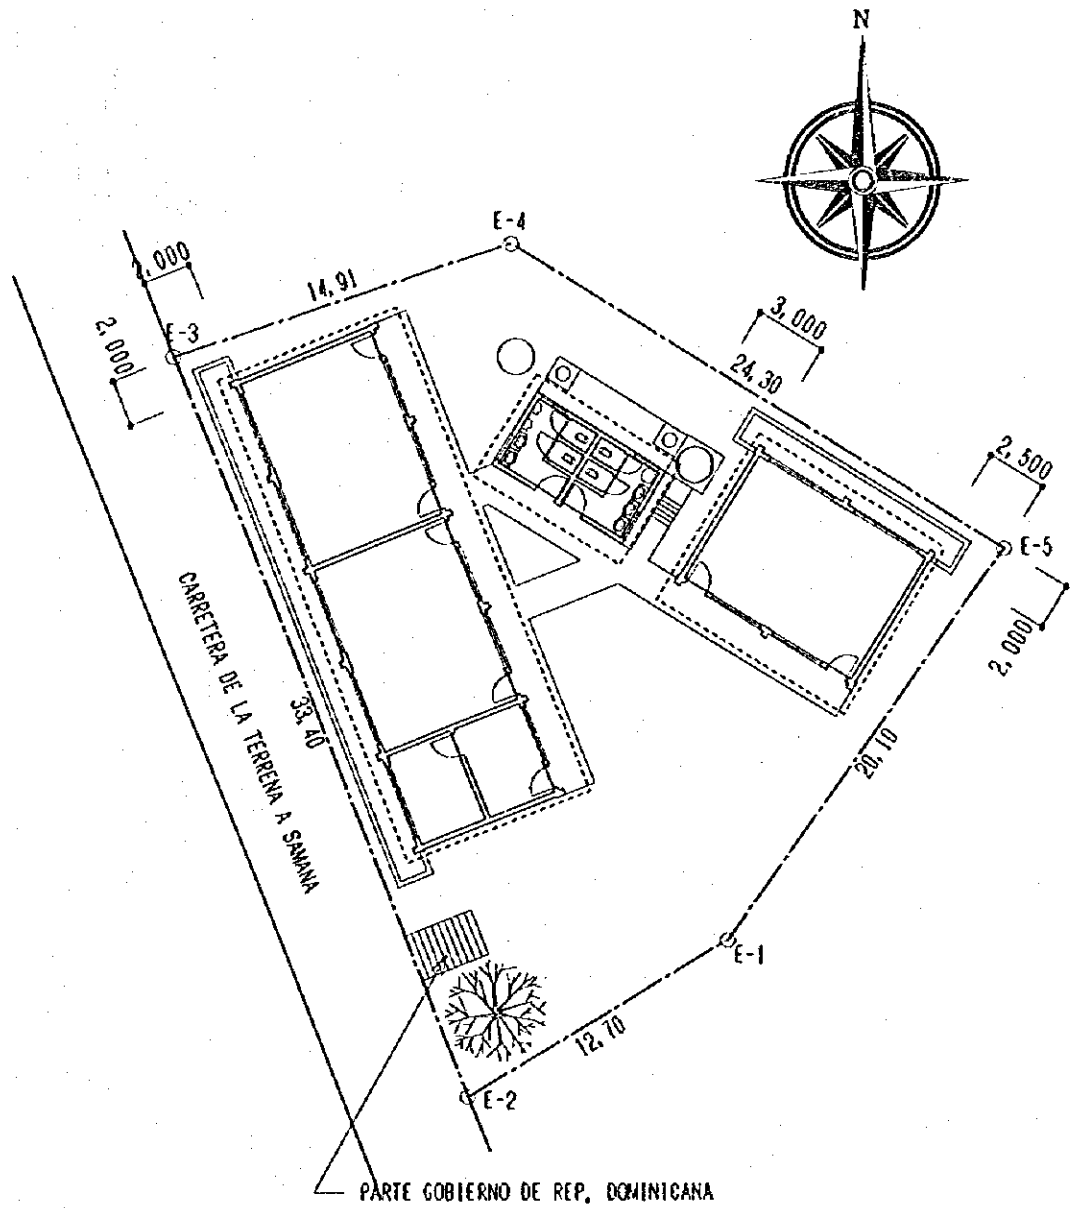 N
E-4
2,000
14,91
E-3
2,000
3,000
24,30
2,500
E-5
2,000
CARRETERA DE LA TERRENA A SAMANA
33,40
20,10
E-1
12,70
E-2
PARTE GOBIERNO DE REP. DOMINICANA